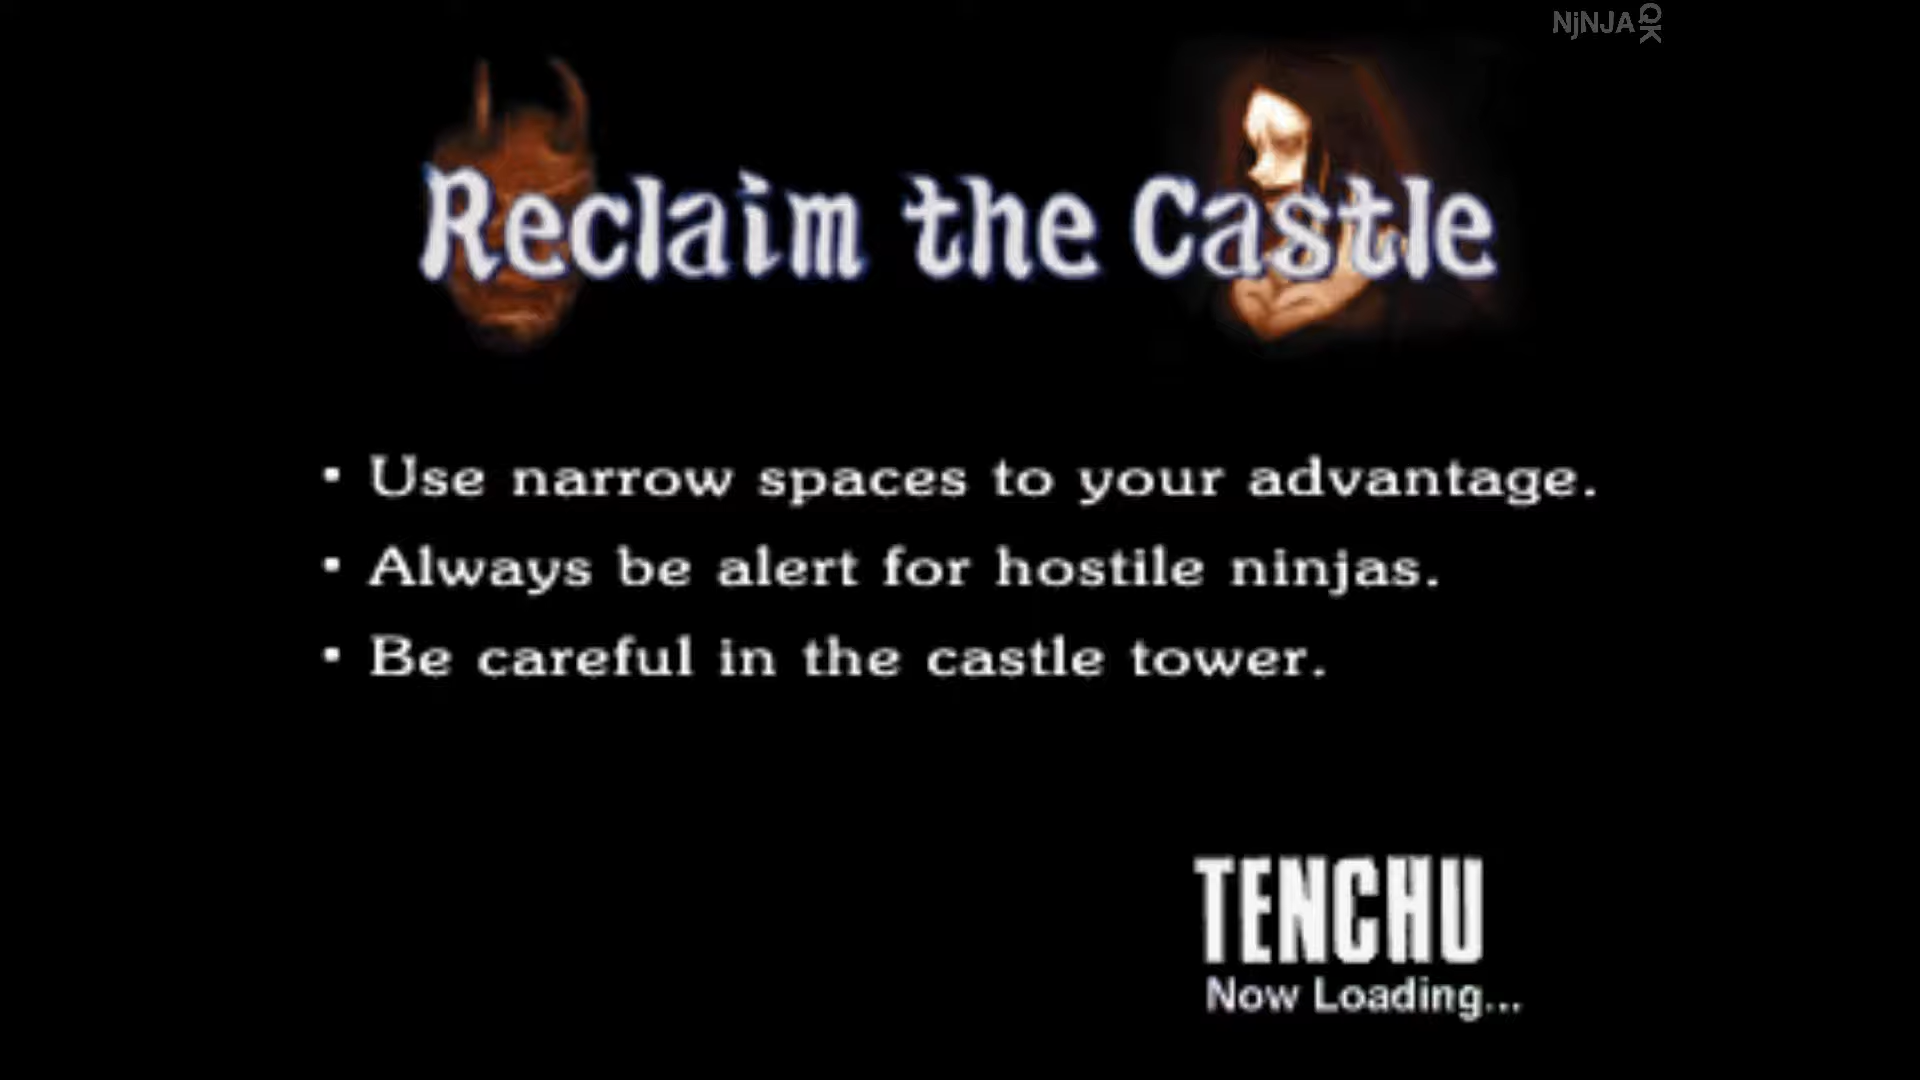 NjNJA GK
Reclaim the Castle
• Use narrow spaces to your advantage.
• Always be alert for hostile ninjas.
• Be careful in the castle tower.
TENCHU
Now Loading...